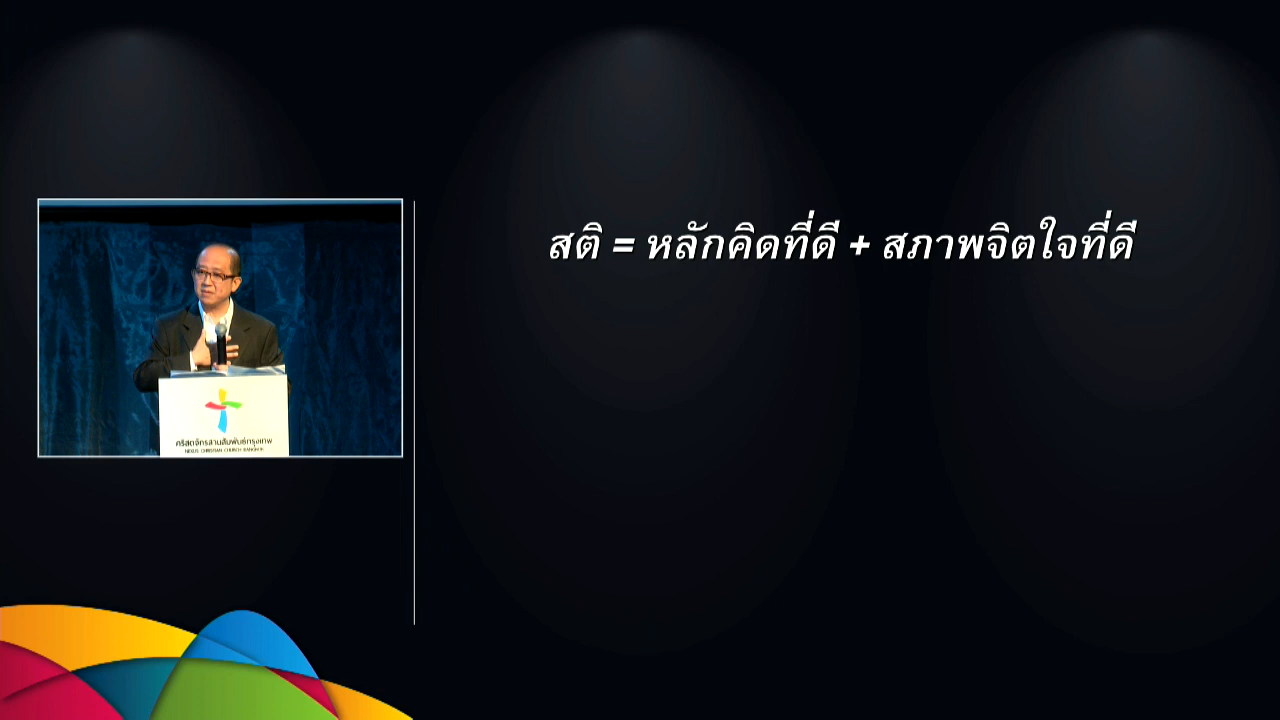 สติ = หลักคิดที่ดี + สภาพจิตใจที่ดี
คริสตจักรสานสัมพันธ์กรุงเทพ
NEXUS CHRISTIAN CHURCH BANGKOK